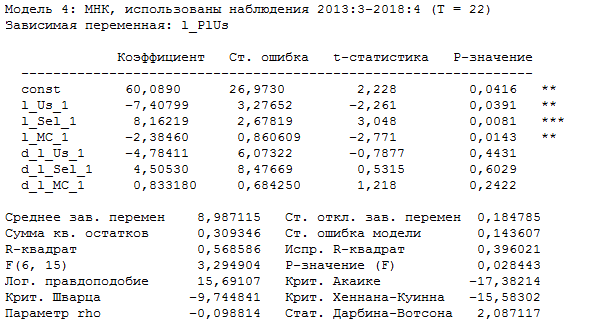 Модель 4: МНК, использованы наблюдения 2013:3-2018:4 (T = 22)
Зависимая переменная: l_PlUs
Коэффициент Ст. ошибка t-статистика P-значение
------------------------------------------------------------------
const 60,0890 26,9730 2,228 0,0416 **
l_Us_1 -7,40799 3,27652 -2,261 0,0391 **
l_Sel_1 8,16219 2,67819 3,048 0,0081 ***
l_MC_1 -2,38460 0,860609 -2,771 0,0143 **
d_l_Us_1 -4,78411 6,07322 -0,7877 0,4431
d_l_Sel_1 4,50530 8,47669 0,5315 0,6029
d_l_MC_1 0,833180 0,684250 1,218 0,2422
Среднее зав. перемен 8,987115 Ст. откл. зав. перемен 0,184785
Сумма кв. остатков 0,309346 Ст. ошибка модели 0,143607
R-квадрат 0,568586 Испр. R-квадрат 0,396021
F(6, 15) 3,294904 P-значение (F) 0,028443
Лог. правдоподобие 15,69107 Крит. Акаике -17,38214
Крит. Шварца -9,744841 Крит. Хеннана-Куинна -15,58302
Параметр rho -0,098814 Стат. Дарбина-Вотсона 2,087117